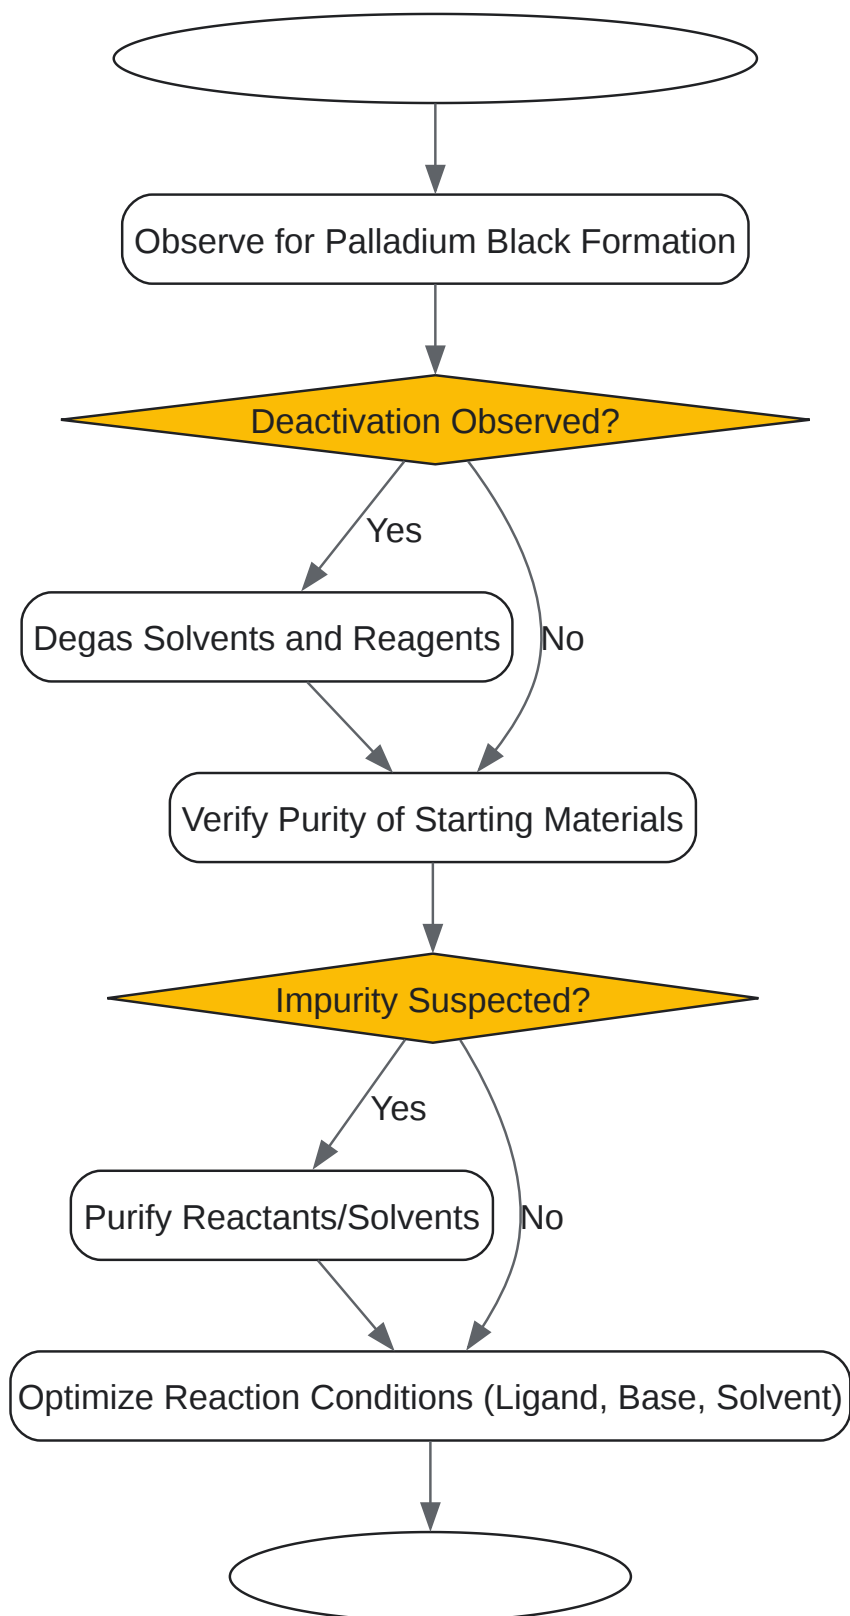 Observe for Palladium Black Formation
Deactivation Observed?
Yes
Degas Solvents and Reagents
No
Verify Purity of Starting Materials
Impurity Suspected?
Yes
Purify Reactants/Solvents
No
Optimize Reaction Conditions (Ligand, Base, Solvent)